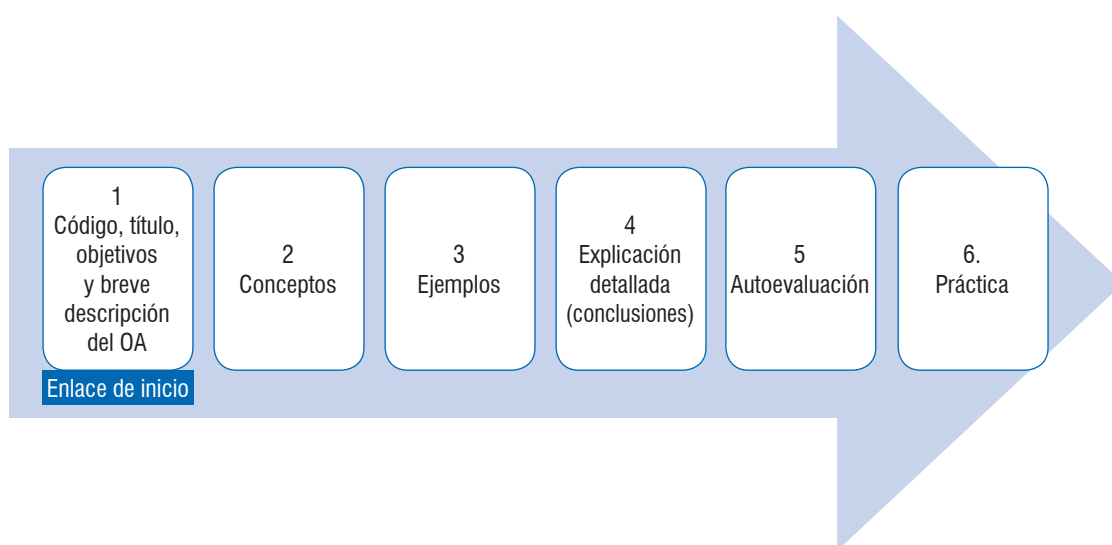 1
Código, título,
objetivos
y breve
descripción
del OA
Enlace de inicio
2
Conceptos
3
Ejemplos
4
Explicación
detallada
(conclusiones)
5
Autoevaluación
6.
Práctica